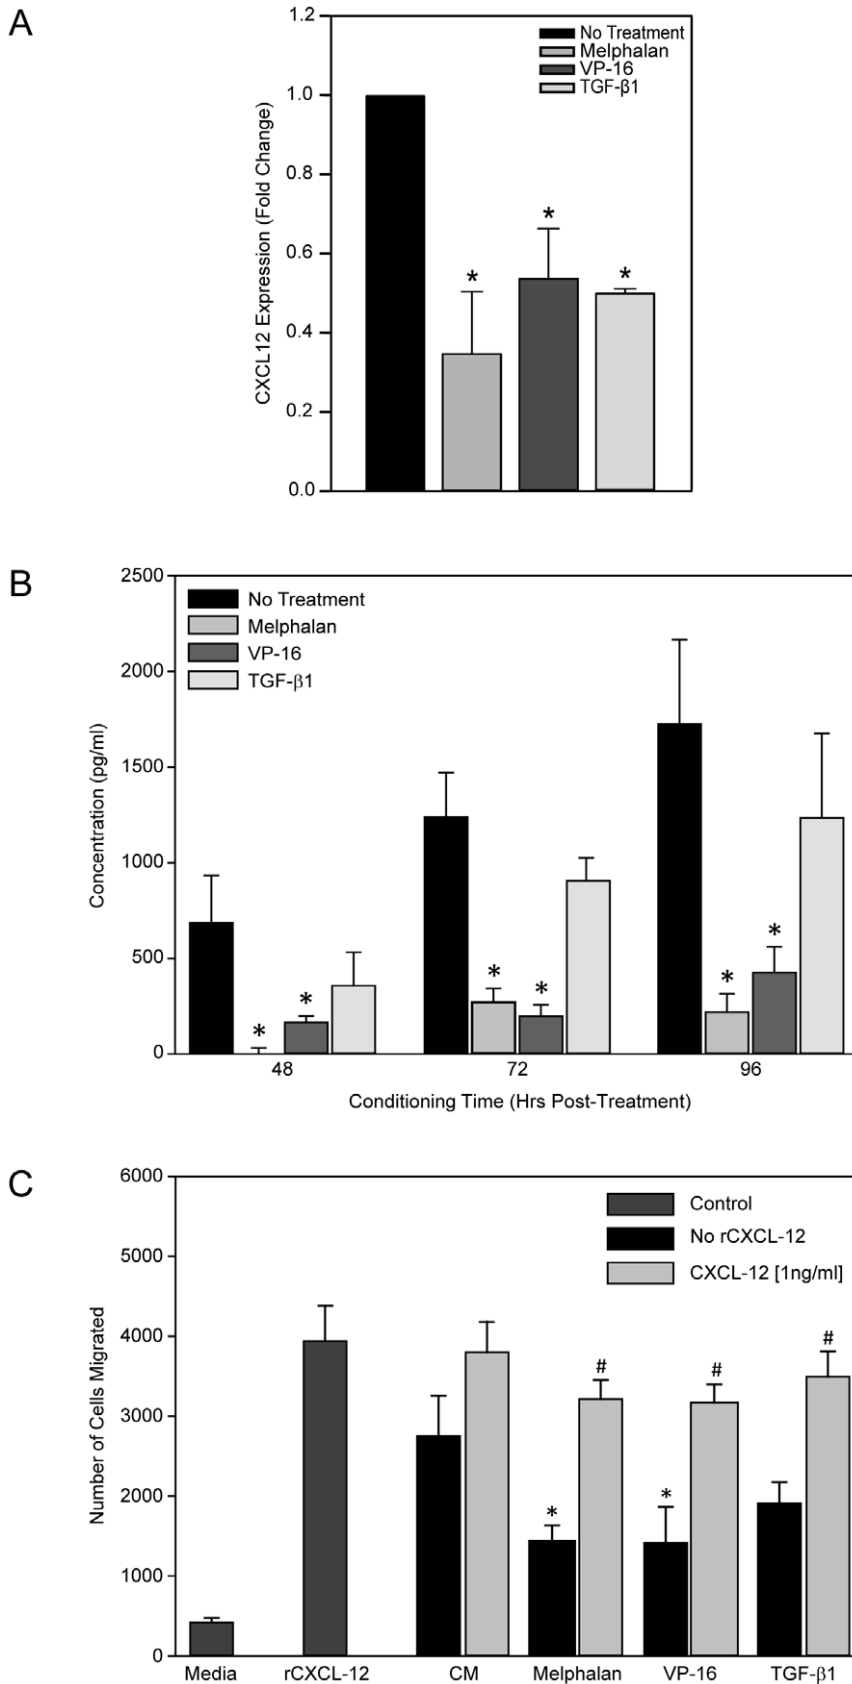 A
1.2
1.0
0.8
0.6
0.4
0.2
0.0
CXCL12 Expression (Fold Change)
No Treatment
Melphalan
VP-16
TGF-β1
*
*
*
B
2500
2000
1500
1000
500
0
Concentration (pg/ml)
No Treatment
Melphalan
VP-16
TGF-β1
*
*
*
*
*
*
48 72 96
Conditioning Time (Hrs Post-Treatment)
C
6000
5000
4000
3000
2000
1000
0
Number of Cells Migrated
Control
No rCXCL-12
CXCL-12 [1ng/ml]
# # #
* *
Media rCXCL-12 CM Melphalan VP-16 TGF-β1